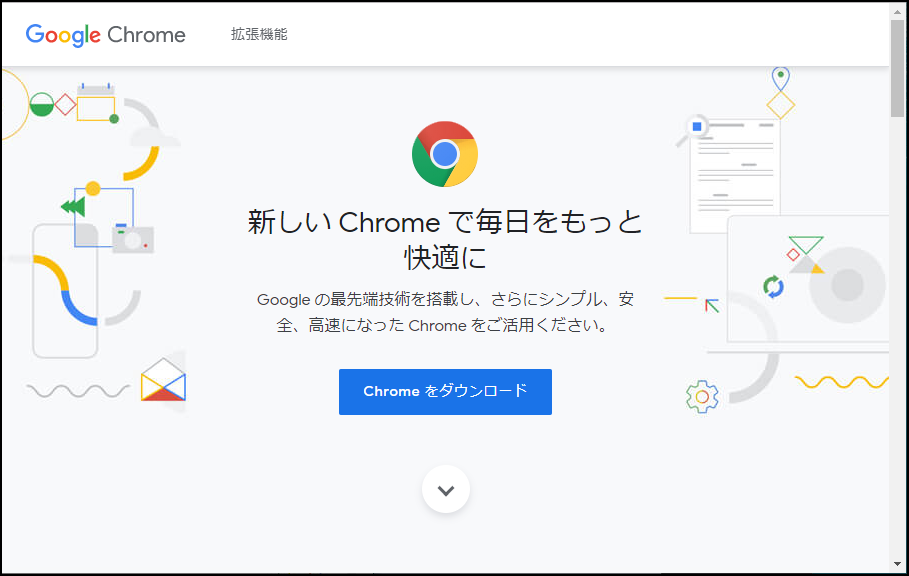 Google Chrome 拡張機能
新しい Chrome で毎日をもっと
快適に
Google の最先端技術を搭載し、さらにシンプル、安
全、高速になった Chrome をご活用ください。
Chrome をダウンロード